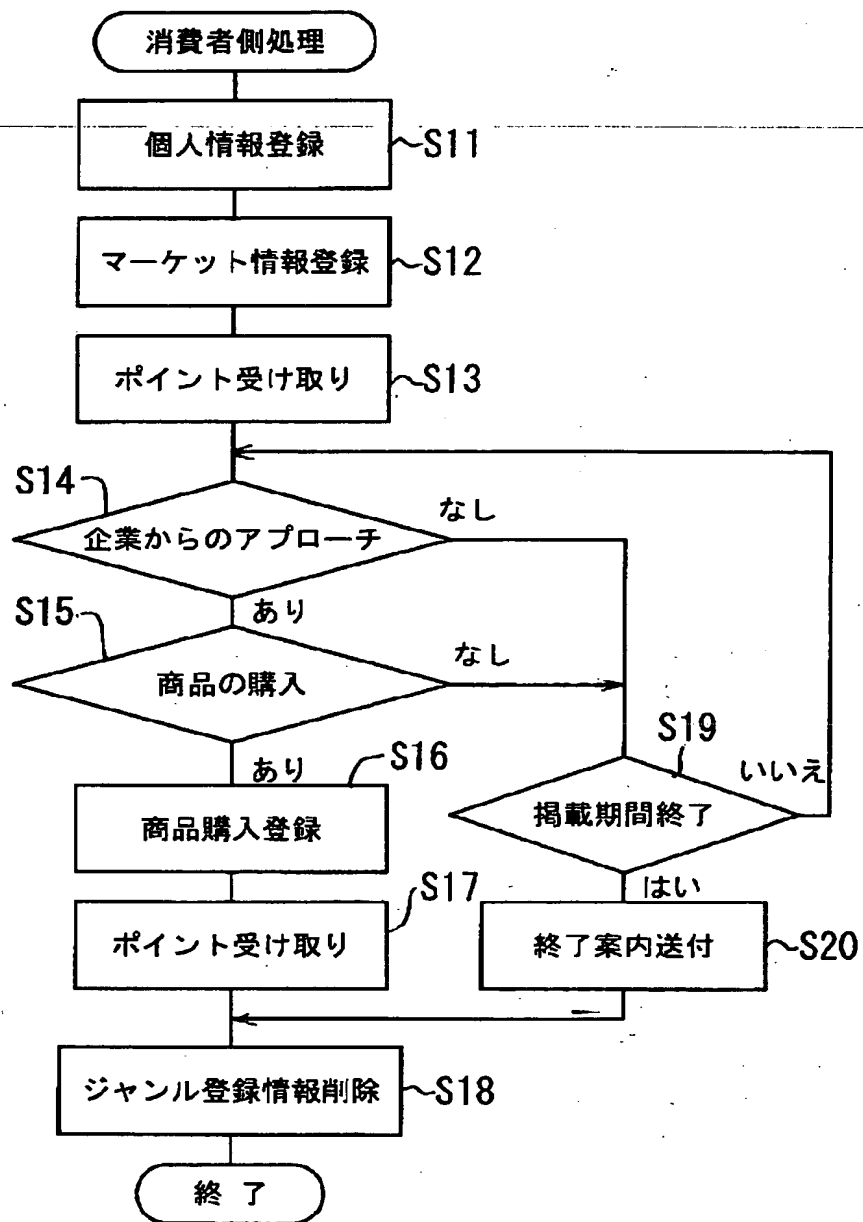 消費者側処理
個人情報登録
S11
マーケット情報登録
S12
ポイント受け取り
S13
S14
企業からのアプローチ
なし
あり
S15
商品の購入
なし
あり
S16
商品購入登録
S17
ポイント受け取り
S19
掲載期間終了
いいえ
はい
終了案内送付
S20
ジャンル登録情報削除
S18
終了